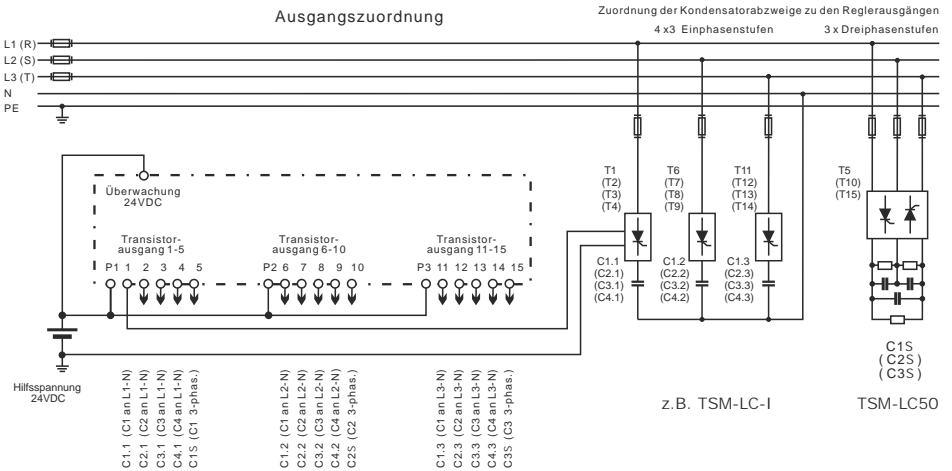 Ausgangszuordnung
Zuordnung der Kondensatorabzweige zu den Reglerausgängen
4 x3 Einphasenstufen
3 x Dreiphasenstufen
L1 (R)
L2 (S)
L3 (T)
N
PE
Überwachung
24VDC
Transistor-
ausgang 1-5
Transistor-
ausgang 6-10
Transistor-
ausgang 11-15
P1 1 2 3 4 5
P2 6 7 8 9 10
P3 11 12 13 14 15
T1
(T2)
(T3)
(T4)
T6
(T7)
(T8)
(T9)
T11
(T12)
(T13)
(T14)
T5
(T10)
(T15)
C1.1
(C2.1)
(C3.1)
(C4.1)
C1.2
(C2.2)
(C3.2)
(C4.2)
C1.3
(C2.3)
(C3.3)
(C4.3)
C1S
(C2S)
(C3S)
Hilfsspannung
24VDC
C1.1 (C1 an L1-N)
C2.1 (C2 an L1-N)
C3.1 (C3 an L1-N)
C4.1 (C4 an L1-N)
C1S (C1 3-phas.)
C1.2 (C1 an L2-N)
C2.2 (C2 an L2-N)
C3.2 (C3 an L2-N)
C4.2 (C4 an L2-N)
C2S (C2 3-phas.)
C1.3 (C1 an L3-N)
C2.3 (C2 an L3-N)
C3.3 (C3 an L3-N)
C4.3 (C4 an L3-N)
C3S (C3 3-phas.)
z.B. TSM-LC-I
TSM-LC50